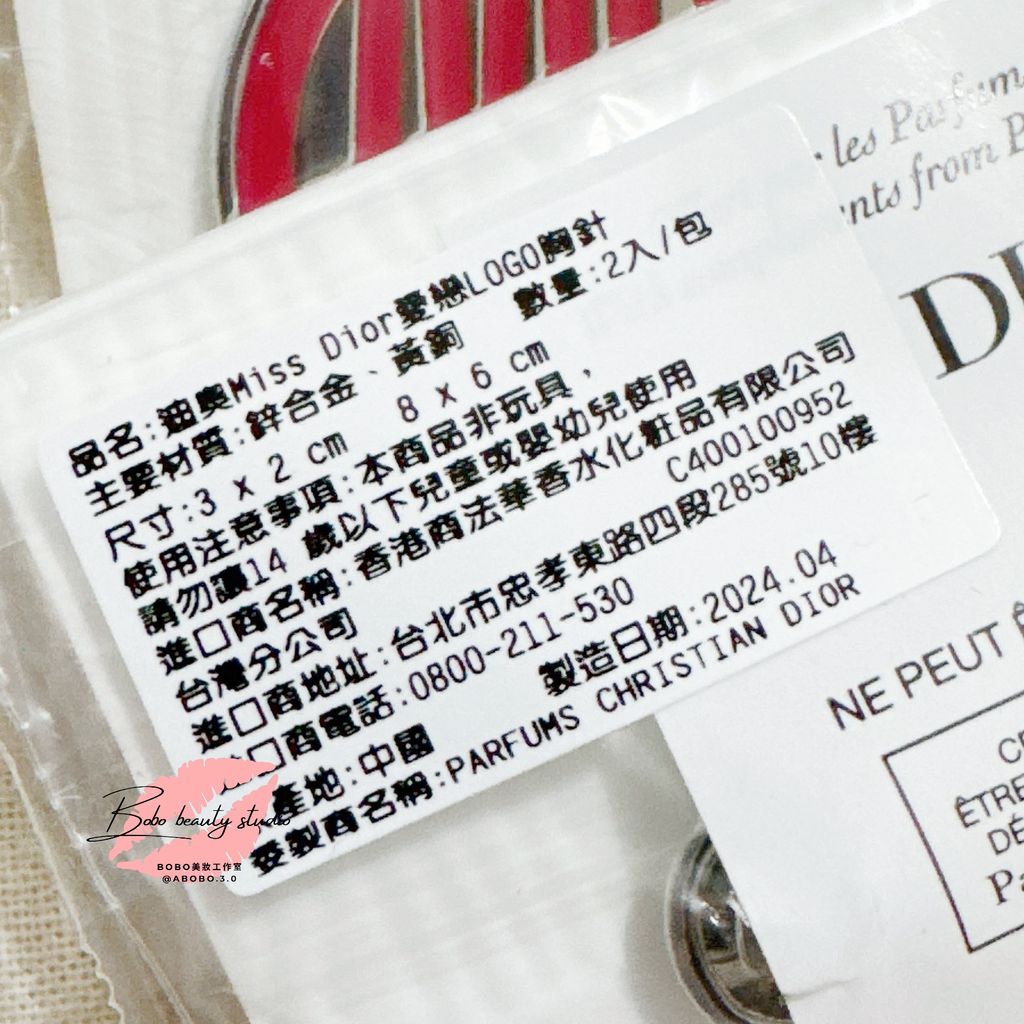 品名:迪奧Miss Dior愛戀LOGO胸針
主要材質:鋅合金、黃銅 數量:2入/包
尺寸:3 x 2 cm 8 x 6 cm
使用注意事項:本商品非玩具,
請勿讓14 歲以下兒童或嬰幼兒使用
進口商名稱:香港商法華香水化粧品有限公司
台灣分公司 C400100952
進口商地址:台北市忠孝東路四段285號10樓
口商電話:0800-211-530
產地:中國 製造日期:2024.04
委製商名稱:PARFUMS CHRISTIAN DIOR
les Parfum
from
NE PEUT
ÊTRE
Bobo beauty studio
BOBO美妝工作室
@ABOBO.3.0